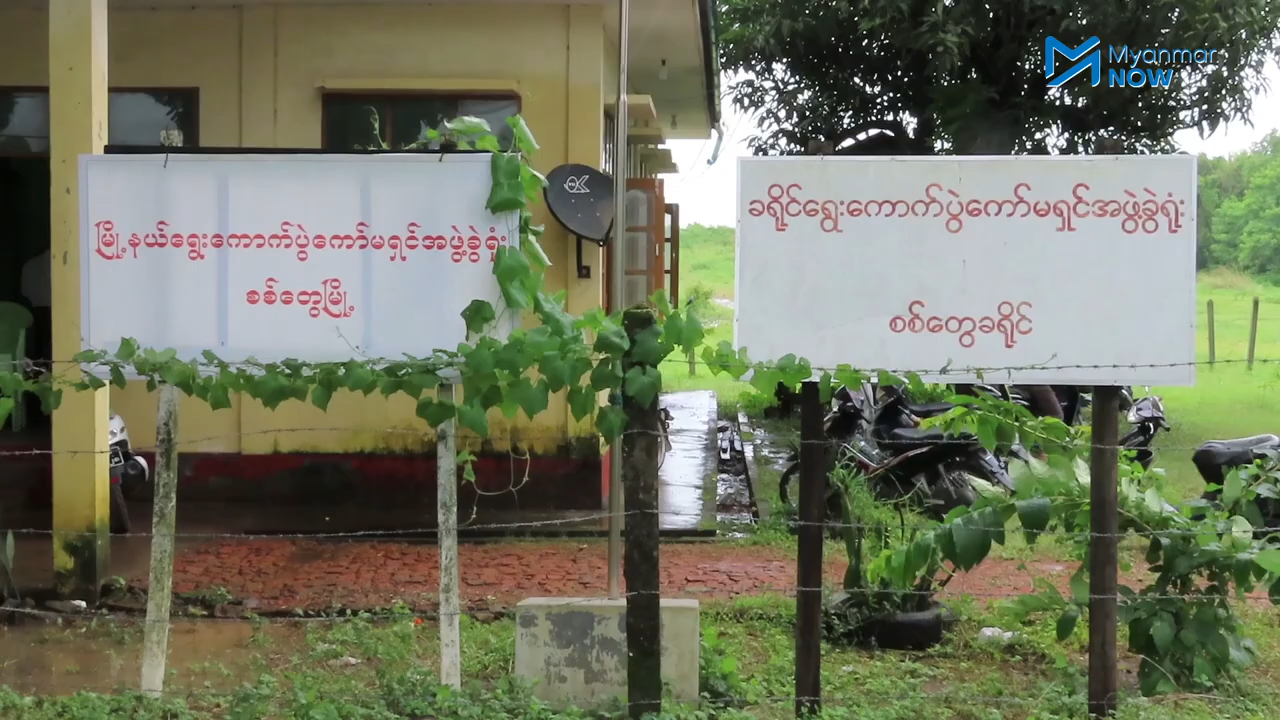 Myanmar
NOW
မြို့နယ်ရွေးကောက်ပွဲကော်မရှင်အဖွဲ့ခွဲရုံး
စစ်တွေမြို့
ခရိုင်ရွေးကောက်ပွဲကော်မရှင်အဖွဲ့ခွဲရုံး
စစ်တွေခရိုင်